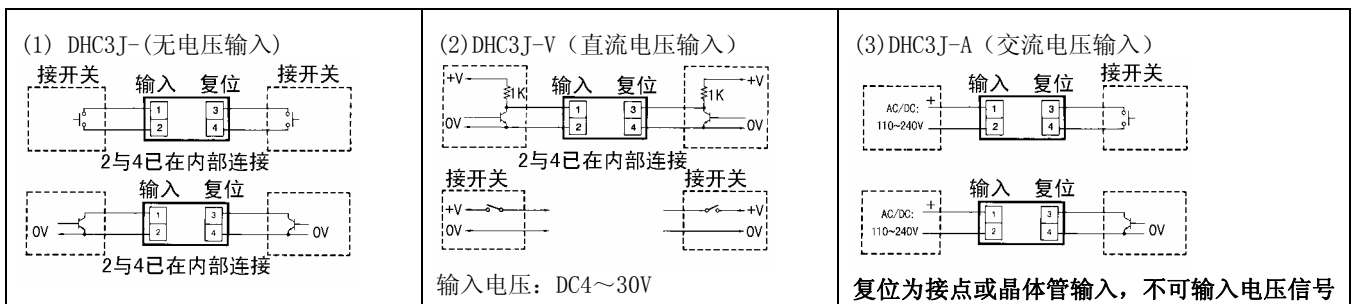 (1) DHC3J-(无电压输入)
接开关 输入 复位 接开关
1 3
2 4
2与4已在内部连接
输入 复位
1 3
0V 2 4 0V
2与4已在内部连接
(2)DHC3J-V（直流电压输入）
+V 1K 输入 复位 1K +V
1 3
0V 2 4 0V
2与4已在内部连接
接开关 接开关
+V +V
0V 0V
输入电压：DC4～30V
(3)DHC3J-A（交流电压输入）
输入 复位 接开关
AC/DC: + 1 3
110~240V 2 4
输入 复位
AC/DC: + 1 3
110~240V 2 4 0V
复位为接点或晶体管输入，不可输入电压信号